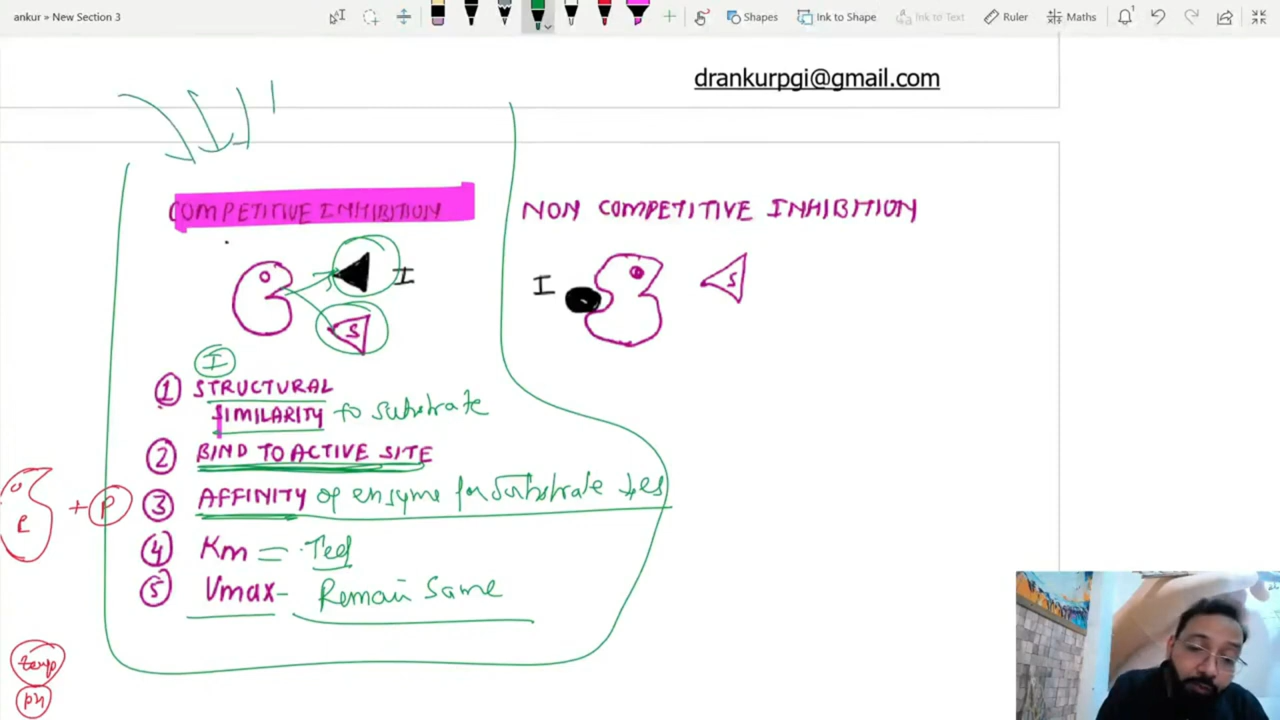 ankur » New Section 3
Shapes
Ink to Shape
Ink to Text
Ruler
Maths
drankurpgi@gmail.com
COMPETITIVE INHIBITION
NON COMPETITIVE INHIBITION
I
S
I
S
I
① STRUCTURAL
SIMILARITY to substrate
② BIND TO ACTIVE SITE
③ AFFINITY of enzyme for Substrate ↓es
④ Km = ↑ed
⑤ Vmax - Remain Same
+ P
temp
pH